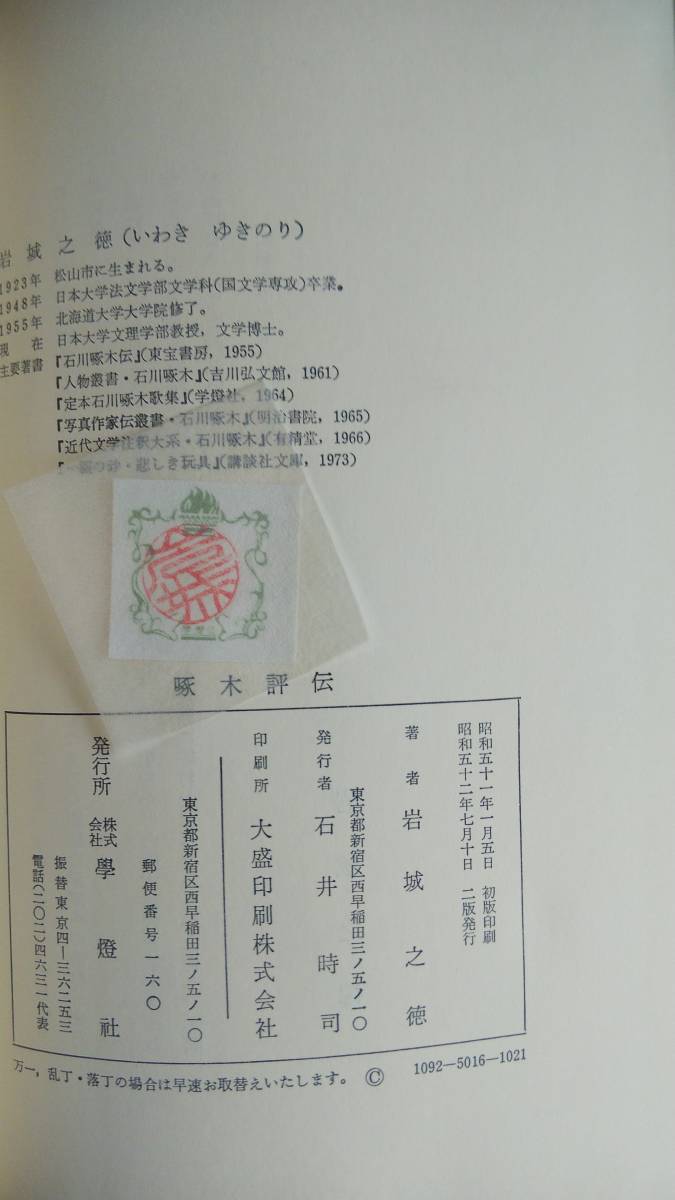 岩城之徳(いわき ゆきのり)
1923年 松山市に生まれる。
1948年 日本大学法文学部文学科(国文学専攻)卒業。
1955年 北海道大学大学院修了。
現在 日本大学文理学部教授,文学博士。
主要著書 『石川啄木伝』(東宝書房,1955)
『人物叢書・石川啄木』(吉川弘文館,1961)
『定本石川啄木歌集』(学燈社,1964)
『写真作家伝叢書・石川啄木』(明治書院,1965)
『近代文学注釈大系・石川啄木』(有精堂,1966)
『一握の砂・悲しき玩具』(講談社文庫,1973)
啄木評伝
昭和五十一年一月五日 初版印刷
昭和五十二年七月十日 二版発行
著者 岩城之徳
東京都新宿区西早稲田三ノ五ノ一〇
発行者 石井時司
印刷所 大盛印刷株式会社
東京都新宿区西早稲田三ノ五ノ一〇
郵便番号一六〇
発行所 株式会社 學燈社
振替東京四―三六二五三
電話(二〇二)四六三一代表
万一,乱丁・落丁の場合は早速お取替えいたします。 © 1092―5016―1021